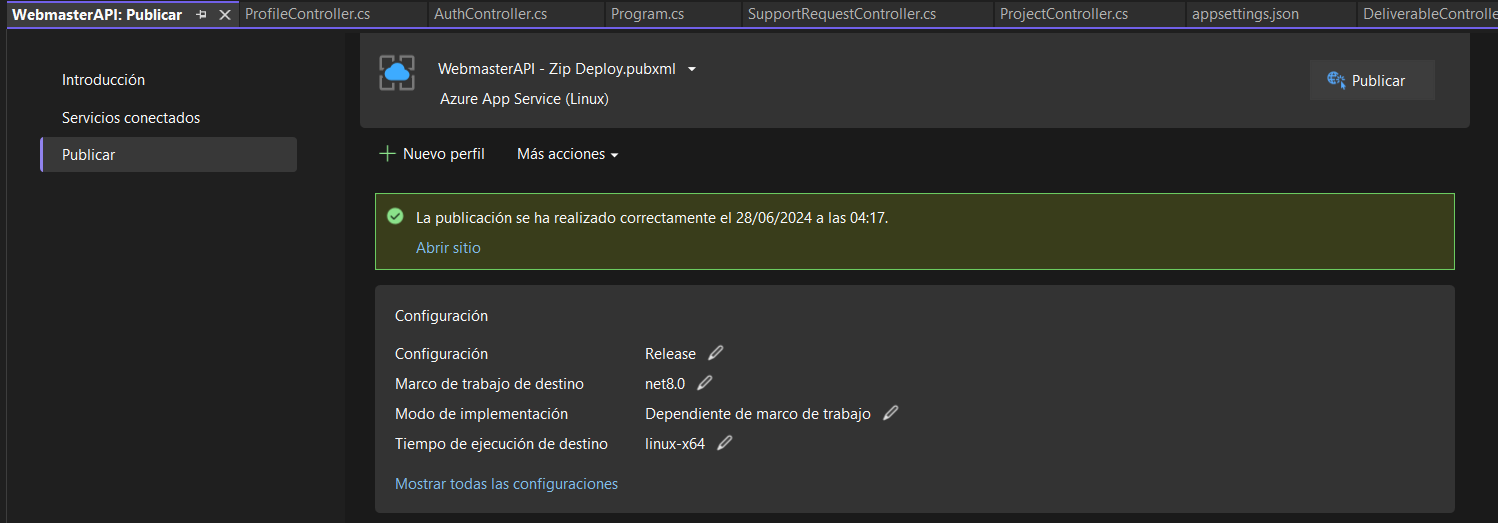 WebmasterAPI: Publicar ProfileController.cs AuthController.cs Program.cs SupportRequestController.cs ProjectController.cs appsettings.json DeliverableControlle
Introducción
Servicios conectados
Publicar
WebmasterAPI - Zip Deploy.pubxml
Azure App Service (Linux)
Publicar
Nuevo perfil Más acciones
La publicación se ha realizado correctamente el 28/06/2024 a las 04:17.
Abrir sitio
Configuración
Configuración Release
Marco de trabajo de destino net8.0
Modo de implementación Dependiente de marco de trabajo
Tiempo de ejecución de destino linux-x64
Mostrar todas las configuraciones